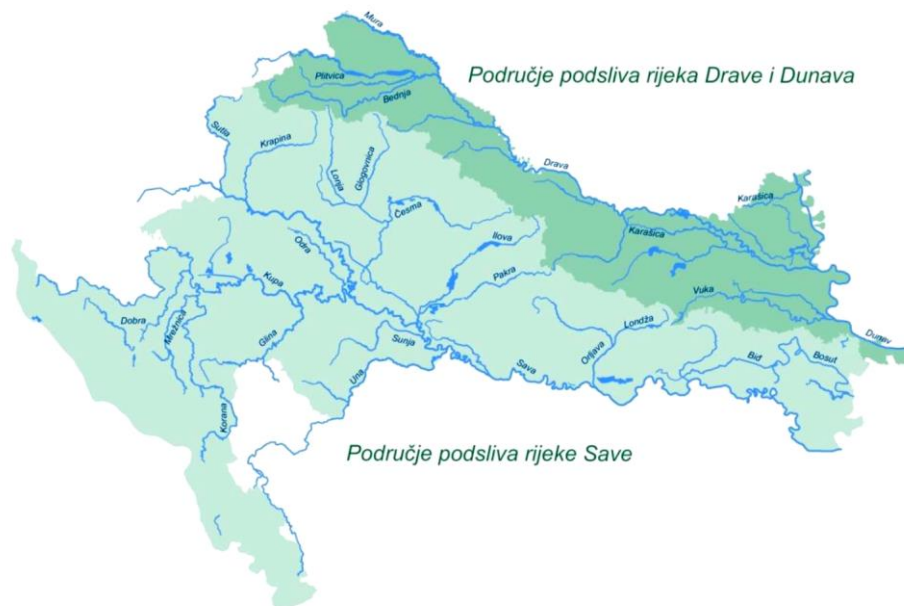 Mura
Plitvica
Područje podsliva rijeka Drave i Dunava
Bednja
Sutla
Krapina
Lonja
Glogovnica
Drava
Karašica
Česma
Odra
Ilova
Karašica
Pakra
Kupa
Vuka
Dobra
Mrežnica
Glina
Sunja
Londža
Dunav
Sava
Orljava
Una
Biđ
Bosut
Korana
Područje podsliva rijeke Save